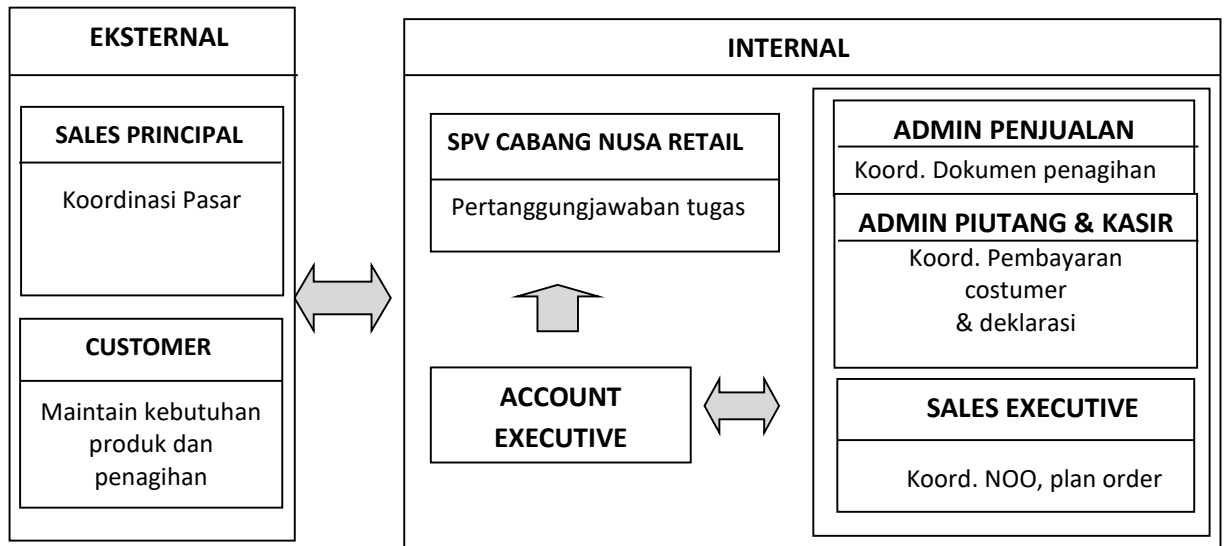 EKSTERNAL
SALES PRINCIPAL
Koordinasi Pasar
CUSTOMER
Maintain kebutuhan
produk dan
penagihan
INTERNAL
SPV CABANG NUSA RETAIL
Pertanggungjawaban tugas
ACCOUNT
EXECUTIVE
ADMIN PENJUALAN
Koord. Dokumen penagihan
ADMIN PIUTANG & KASIR
Koord. Pembayaran
costumer
& deklarasi
SALES EXECUTIVE
Koord. NOO, plan order